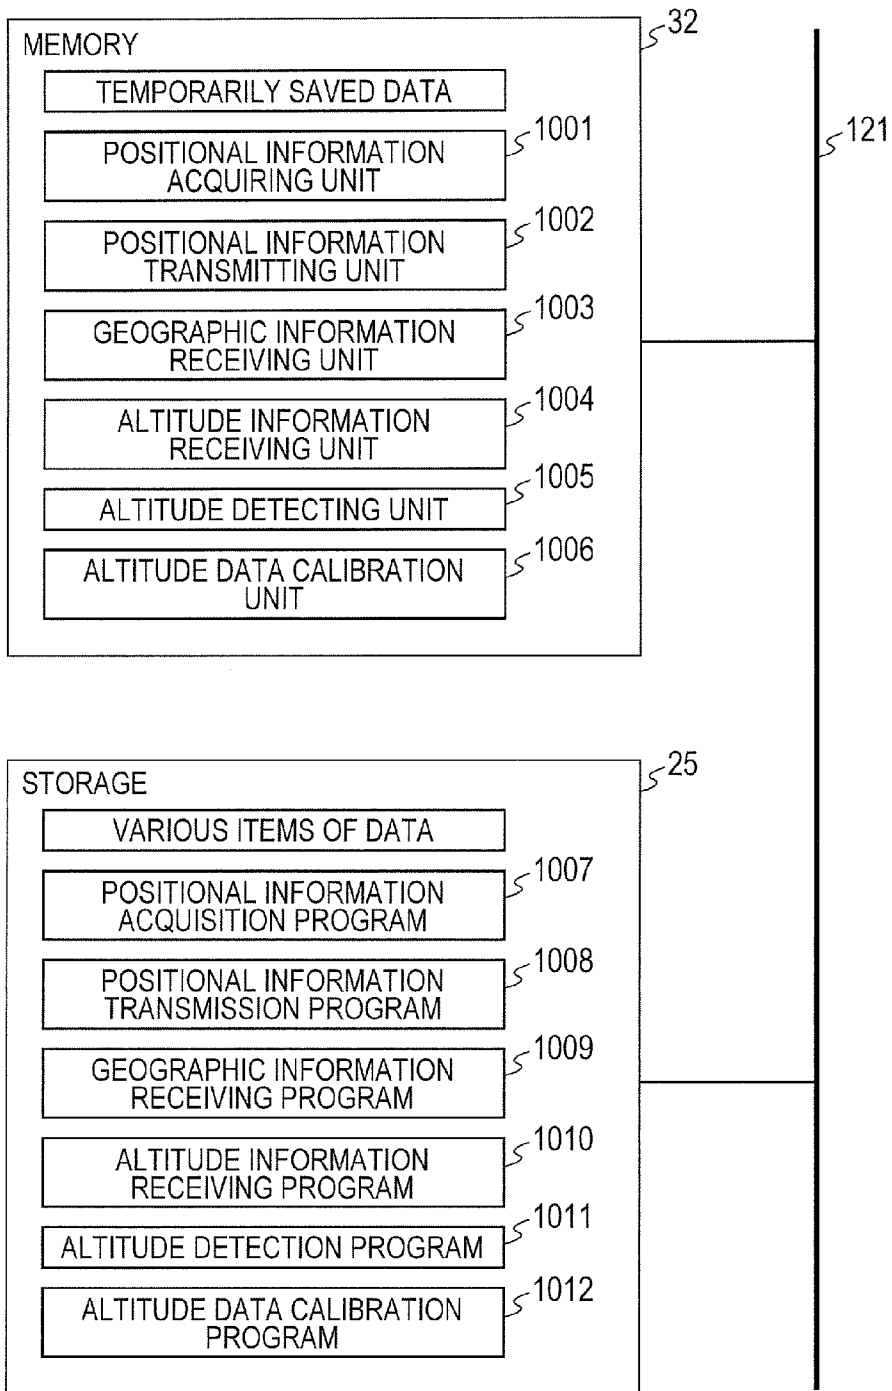 32
MEMORY
TEMPORARILY SAVED DATA
1001
121
POSITIONAL INFORMATION
ACQUIRING UNIT
1002
POSITIONAL INFORMATION
TRANSMITTING UNIT
1003
GEOGRAPHIC INFORMATION
RECEIVING UNIT
1004
ALTITUDE INFORMATION
RECEIVING UNIT
1005
ALTITUDE DETECTING UNIT
1006
ALTITUDE DATA CALIBRATION
UNIT
25
STORAGE
VARIOUS ITEMS OF DATA
1007
POSITIONAL INFORMATION
ACQUISITION PROGRAM
1008
POSITIONAL INFORMATION
TRANSMISSION PROGRAM
1009
GEOGRAPHIC INFORMATION
RECEIVING PROGRAM
1010
ALTITUDE INFORMATION
RECEIVING PROGRAM
1011
ALTITUDE DETECTION PROGRAM
1012
ALTITUDE DATA CALIBRATION
PROGRAM